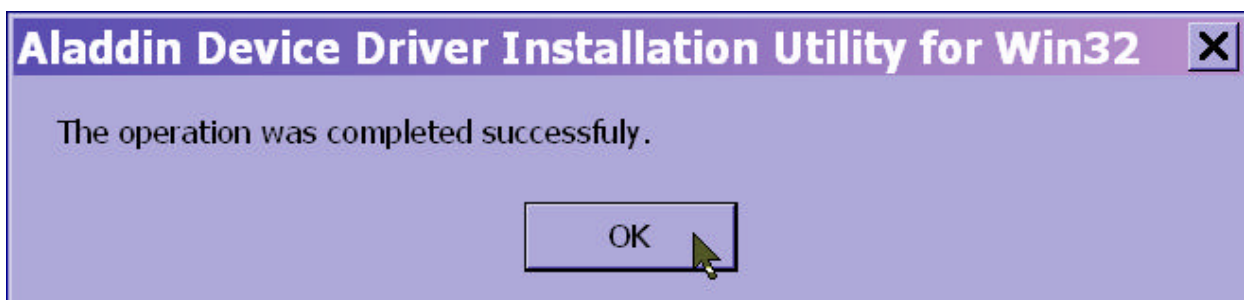 Aladdin Device Driver Installation Utility for Win32
The operation was completed successfuly.
OK